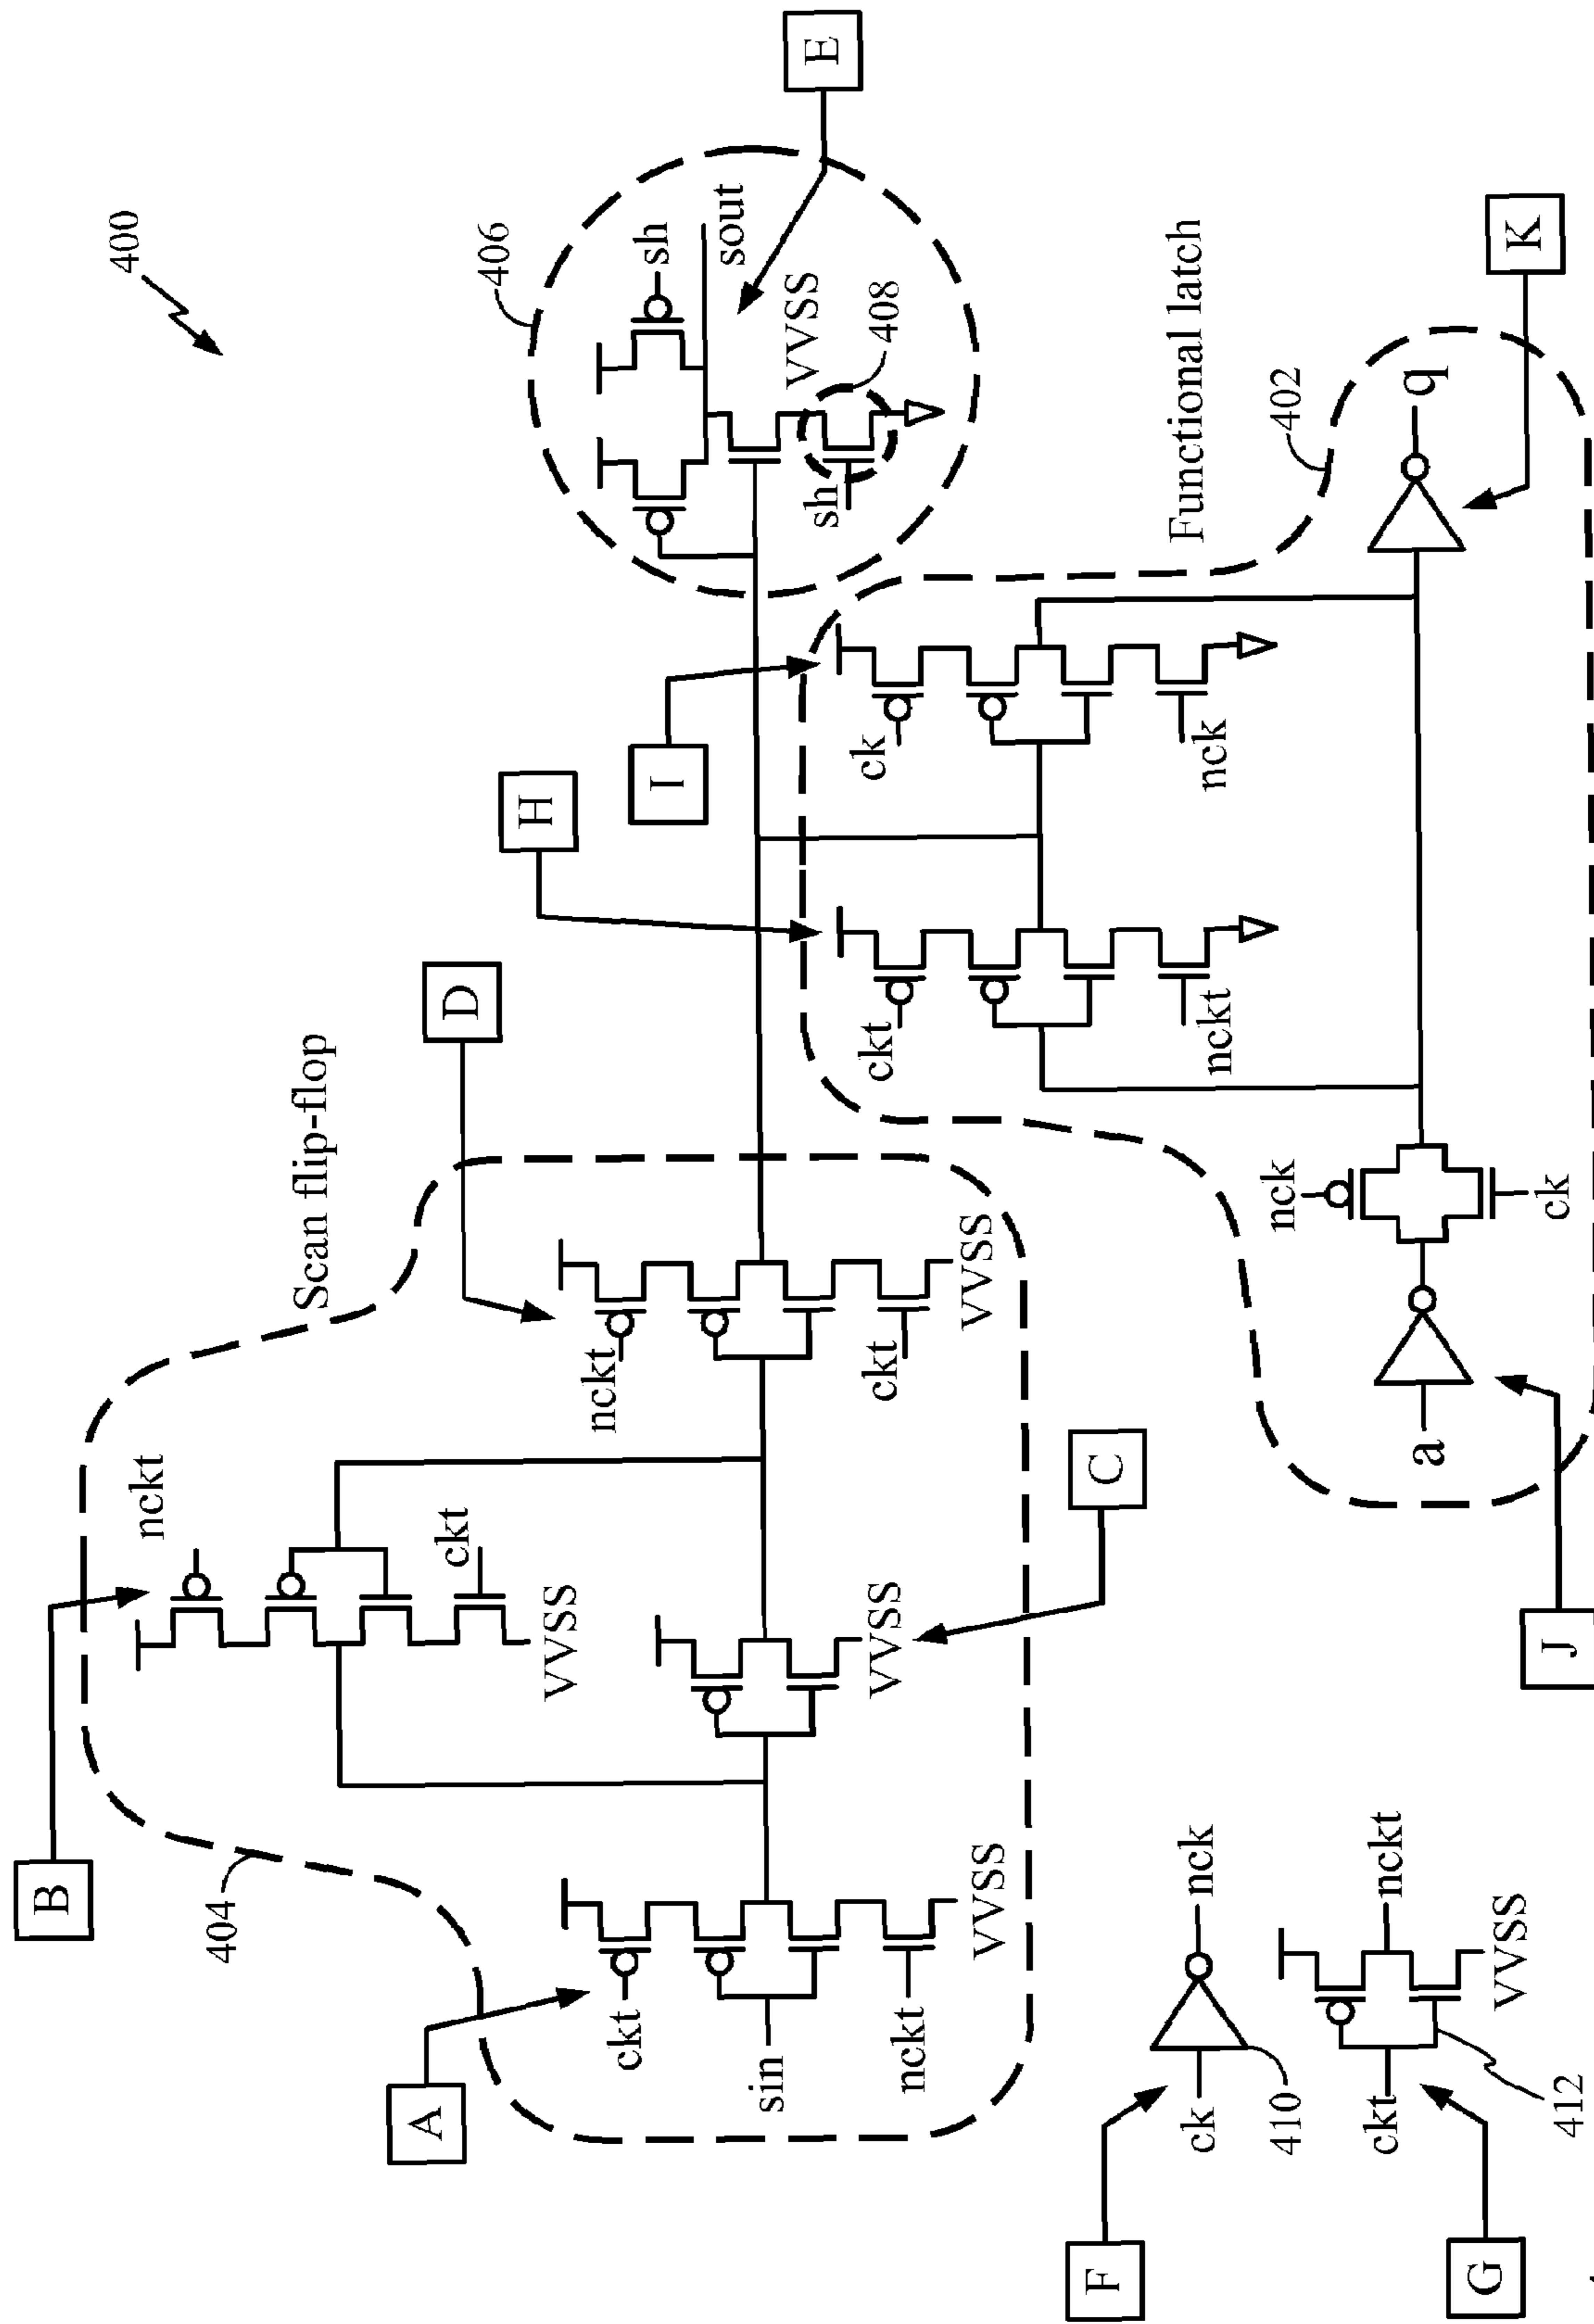 400
B
nckt
ckt
VVSS
Scan flip-flop
D
H
I
406
sh
sout
E
VVSS
408
sh
404
A
ckt
sin
nckt
VVSS
VVSS
C
nckt
ckt
VVSS
ckt
nckt
ck
nck
Functional latch
402
K
F
ck
nck
410
G
ckt
nckt
412
VVSS
J
a
nck
ck
q